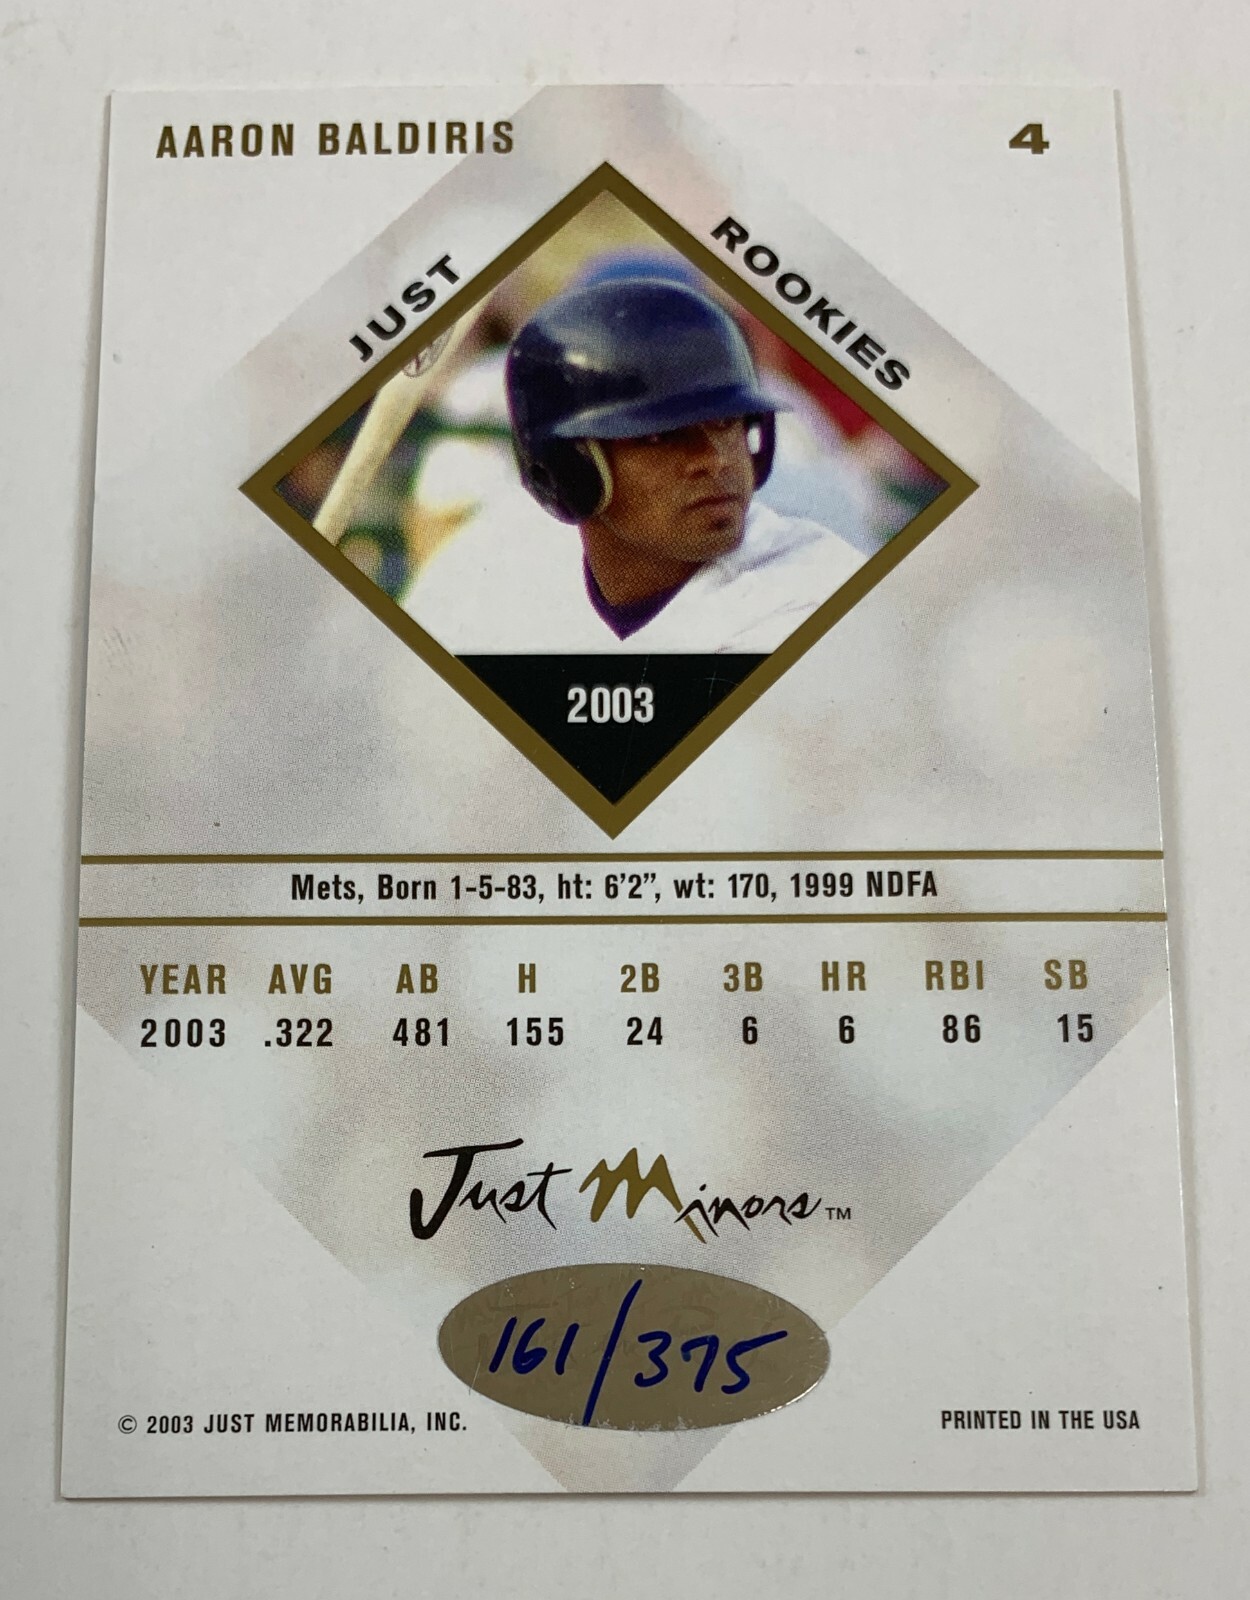 AARON BALDIRIS 4
JUST ROOKIES
2003
Mets, Born 1-5-83, ht: 6'2”, wt: 170, 1999 NDFA
YEAR AVG AB H 2B 3B HR RBI SB
2003 .322 481 155 24 6 6 86 15
Just Minors™
161/375
© 2003 JUST MEMORABILIA, INC. PRINTED IN THE USA